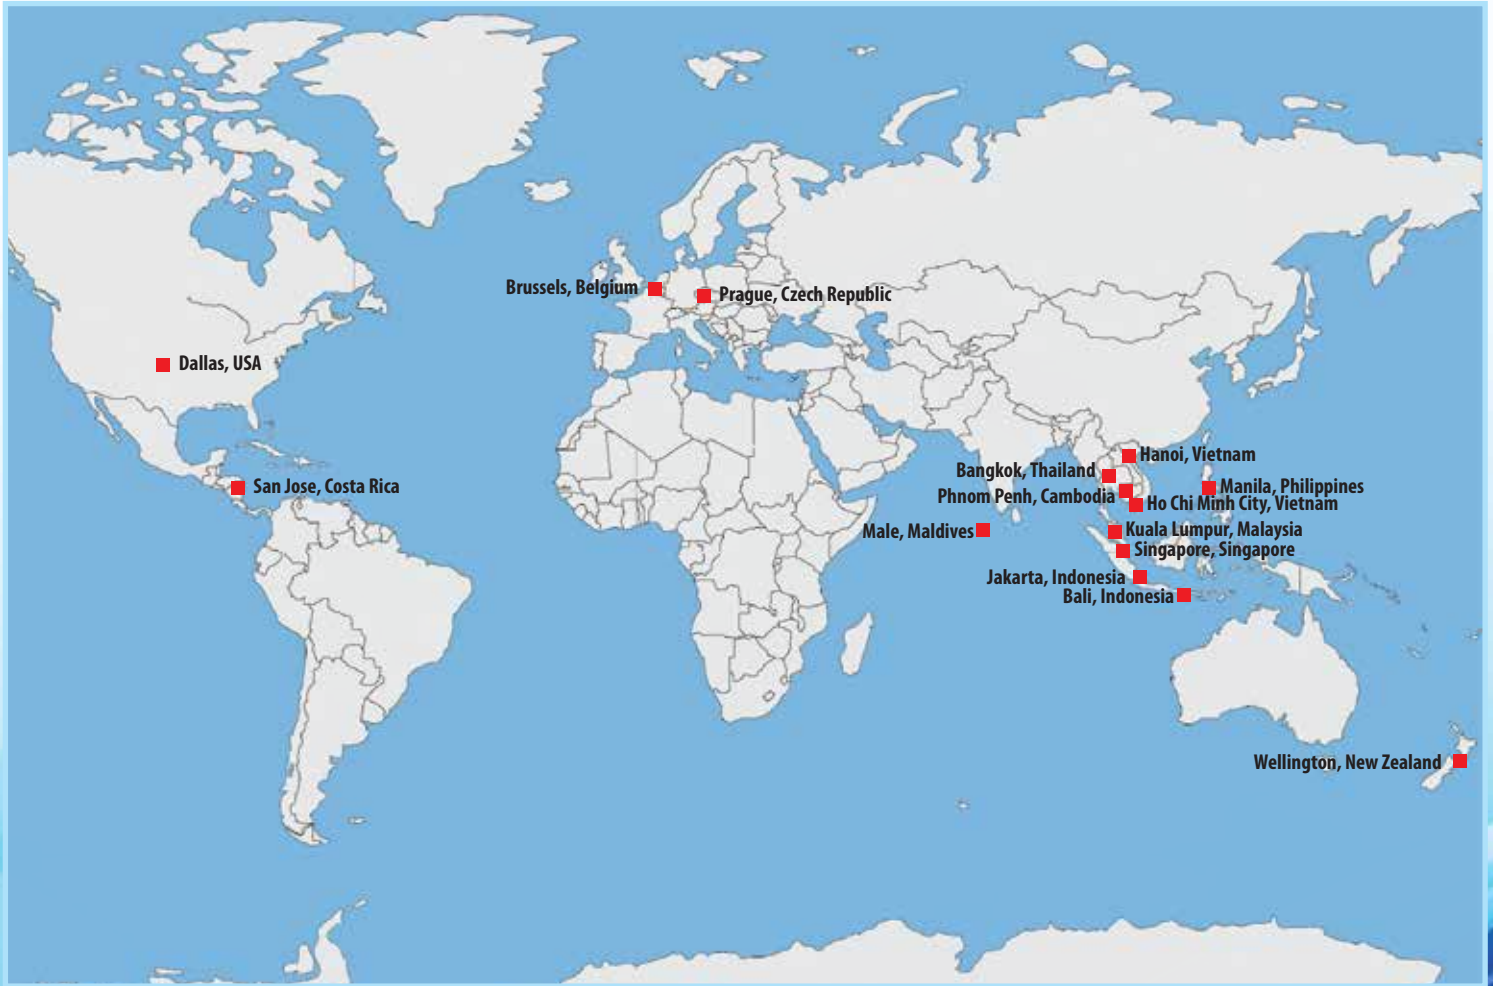 Brussels, Belgium
Prague, Czech Republic
Dallas, USA
Hanoi, Vietnam
Bangkok, Thailand
San Jose, Costa Rica
Manila, Philippines
Phnom Penh, Cambodia
Ho Chi Minh City, Vietnam
Male, Maldives
Kuala Lumpur, Malaysia
Singapore, Singapore
Jakarta, Indonesia
Bali, Indonesia
Wellington, New Zealand